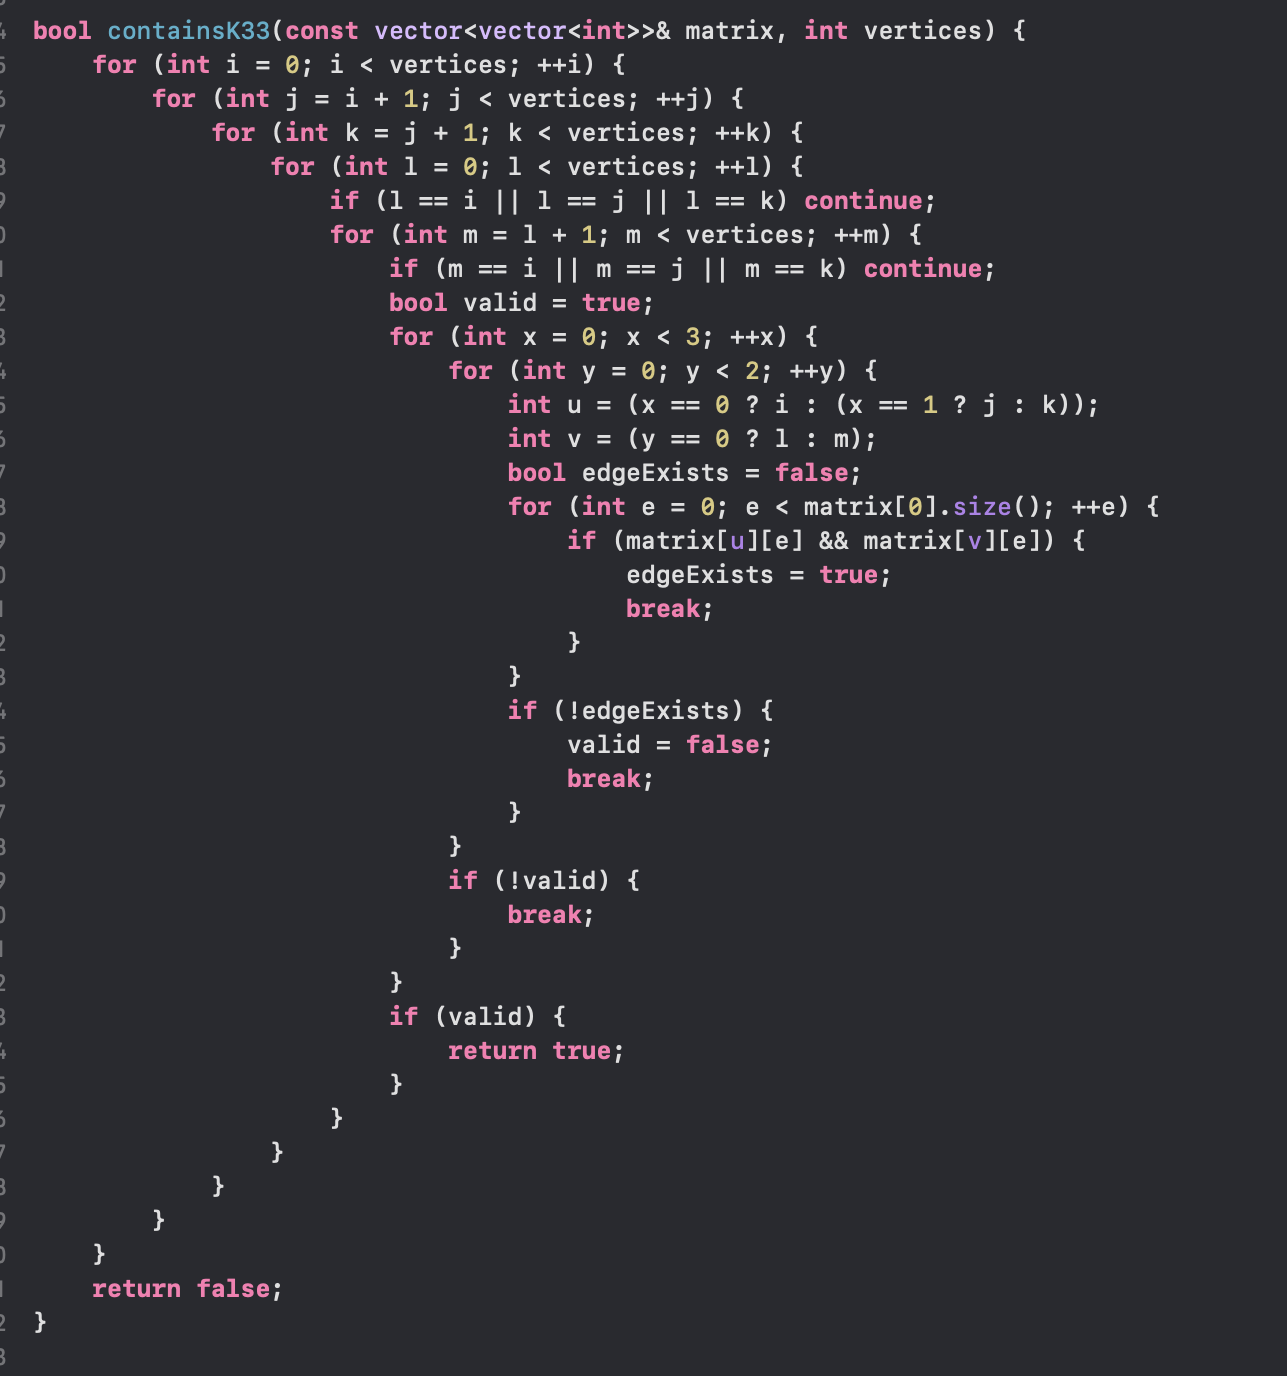 bool containsK33(const vector<vector<int>>& matrix, int vertices) {
    for (int i = 0; i < vertices; ++i) {
        for (int j = i + 1; j < vertices; ++j) {
            for (int k = j + 1; k < vertices; ++k) {
                for (int l = 0; l < vertices; ++l) {
                    if (l == i || l == j || l == k) continue;
                    for (int m = l + 1; m < vertices; ++m) {
                        if (m == i || m == j || m == k) continue;
                        bool valid = true;
                        for (int x = 0; x < 3; ++x) {
                            for (int y = 0; y < 2; ++y) {
                                int u = (x == 0 ? i : (x == 1 ? j : k));
                                int v = (y == 0 ? l : m);
                                bool edgeExists = false;
                                for (int e = 0; e < matrix[0].size(); ++e) {
                                    if (matrix[u][e] && matrix[v][e]) {
                                        edgeExists = true;
                                        break;
                                    }
                                }
                                if (!edgeExists) {
                                    valid = false;
                                    break;
                                }
                            }
                            if (!valid) {
                                break;
                            }
                        }
                        if (valid) {
                            return true;
                        }
                    }
                }
            }
        }
    }
    return false;
}